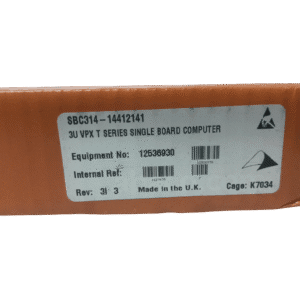 SBC314-14412141
3U VPX T SERIES SINGLE BOARD COMPUTER
Equipment No: 12536930
Internal Ref:
Rev: 3I 3 Made in the U.K. Cage: K7034